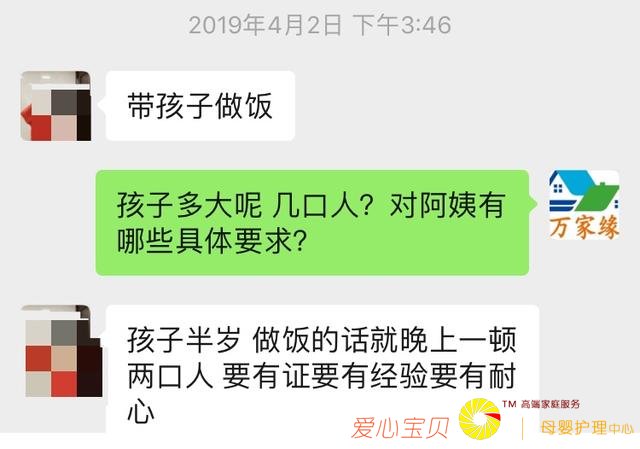 2019年4月2日 下午3:46
带孩子做饭
孩子多大呢 几口人？对阿姨有
哪些具体要求？
万家缘
孩子半岁 做饭的话就晚上一顿
两口人 要有证要有经验要有耐
心
爱心宝贝
TM 高端家庭服务
母婴护理中心